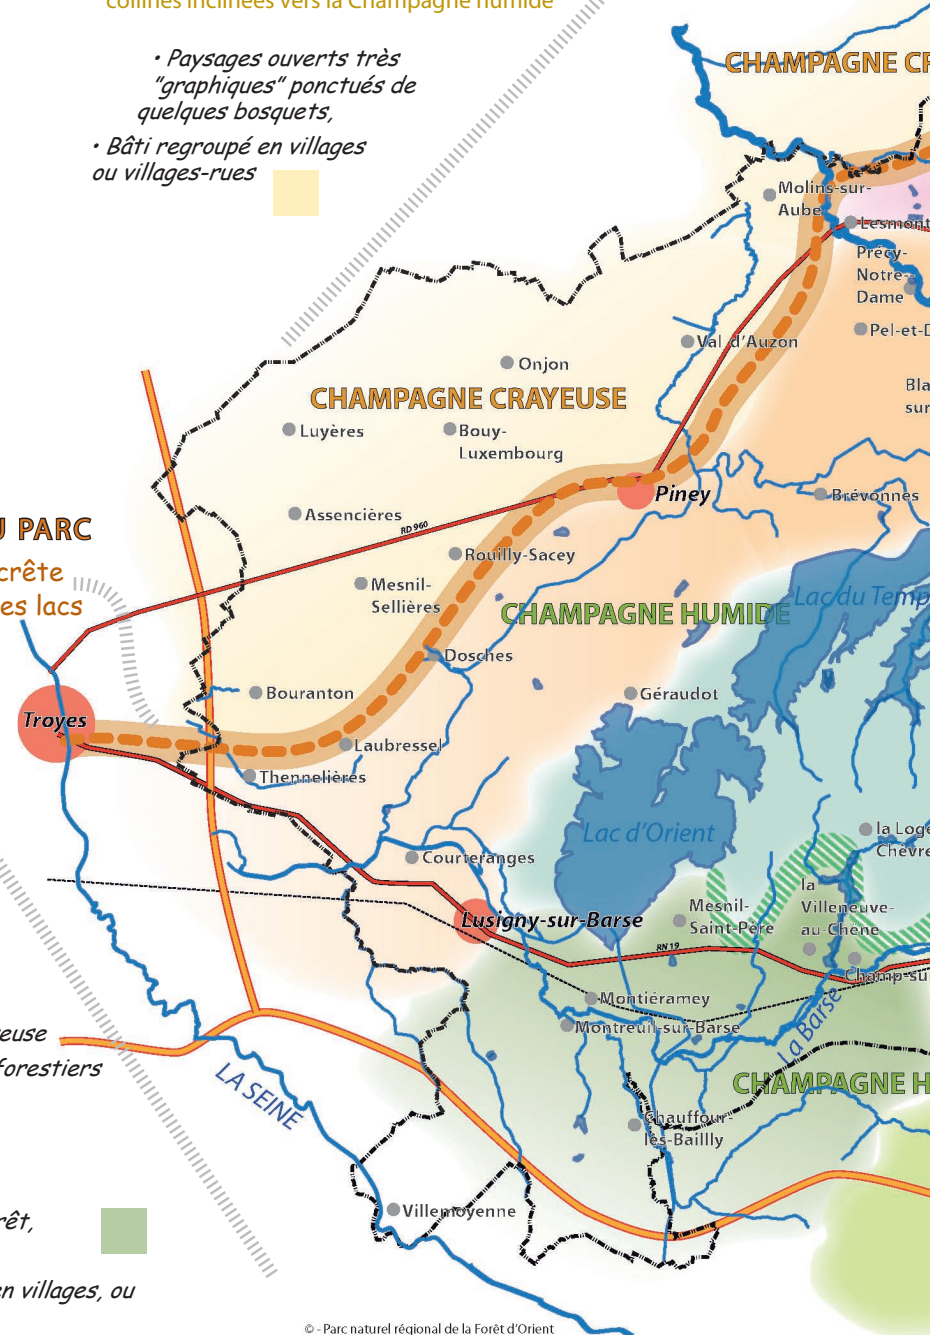 collines inclinées vers la Champagne humide
• Paysages ouverts très
"graphiques" ponctués de
quelques bosquets,
• Bâti regroupé en villages
ou villages-rues
CHAMPAGNE CR
Molins-sur-
Aube
Lesmont
Précy-
Notre-
Dame
Pel-et-D
Val d'Auzon
Onjon
Bla
sur
CHAMPAGNE CRAYEUSE
Luyères
Bouy-
Luxembourg
Piney
Brévonnes
Assencières
RD 960
U PARC
Rouilly-Sacey
crête
es lacs
Mesnil-
Sellières
Lac du Temp
CHAMPAGNE HUMIDE
Dosches
Bouranton
Géraudot
Troyes
Laubressel
Thennelières
Lac d'Orient
la Loge
Chèvre
Courteranges
la
Villeneuve-
au-Chêne
Mesnil-
Saint-Père
Lusigny-sur-Barse
RN 19
Champ-su
Montiéramey
Montreuil-sur-Barse
La Barse
euse
forestiers
LA SEINE
CHAMPAGNE H
Chauffour-
lès-Bailly
Villemoyenne
rêt,
en villages, ou
© - Parc naturel régional de la Forêt d'Orient